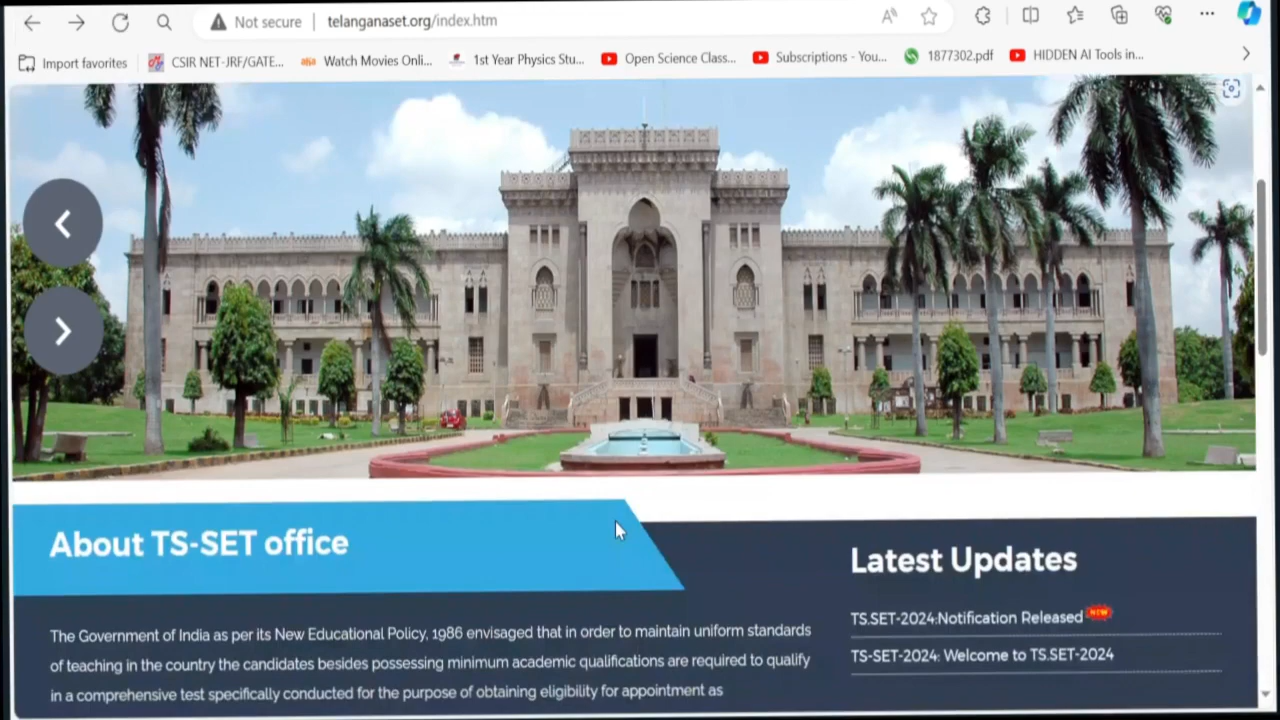 Not secure
telanganaset.org/index.htm
Import favorites
CSIR NET-JRF/GATE...
Watch Movies Onli...
1st Year Physics Stu...
Open Science Class...
Subscriptions - You...
1877302.pdf
HIDDEN AI Tools in...
About TS-SET office
The Government of India as per its New Educational Policy, 1986 envisaged that in order to maintain uniform standards
of teaching in the country the candidates besides possessing minimum academic qualifications are required to qualify
in a comprehensive test specifically conducted for the purpose of obtaining eligibility for appointment as
Latest Updates
TS.SET-2024:Notification Released NEW
TS-SET-2024: Welcome to TS.SET-2024